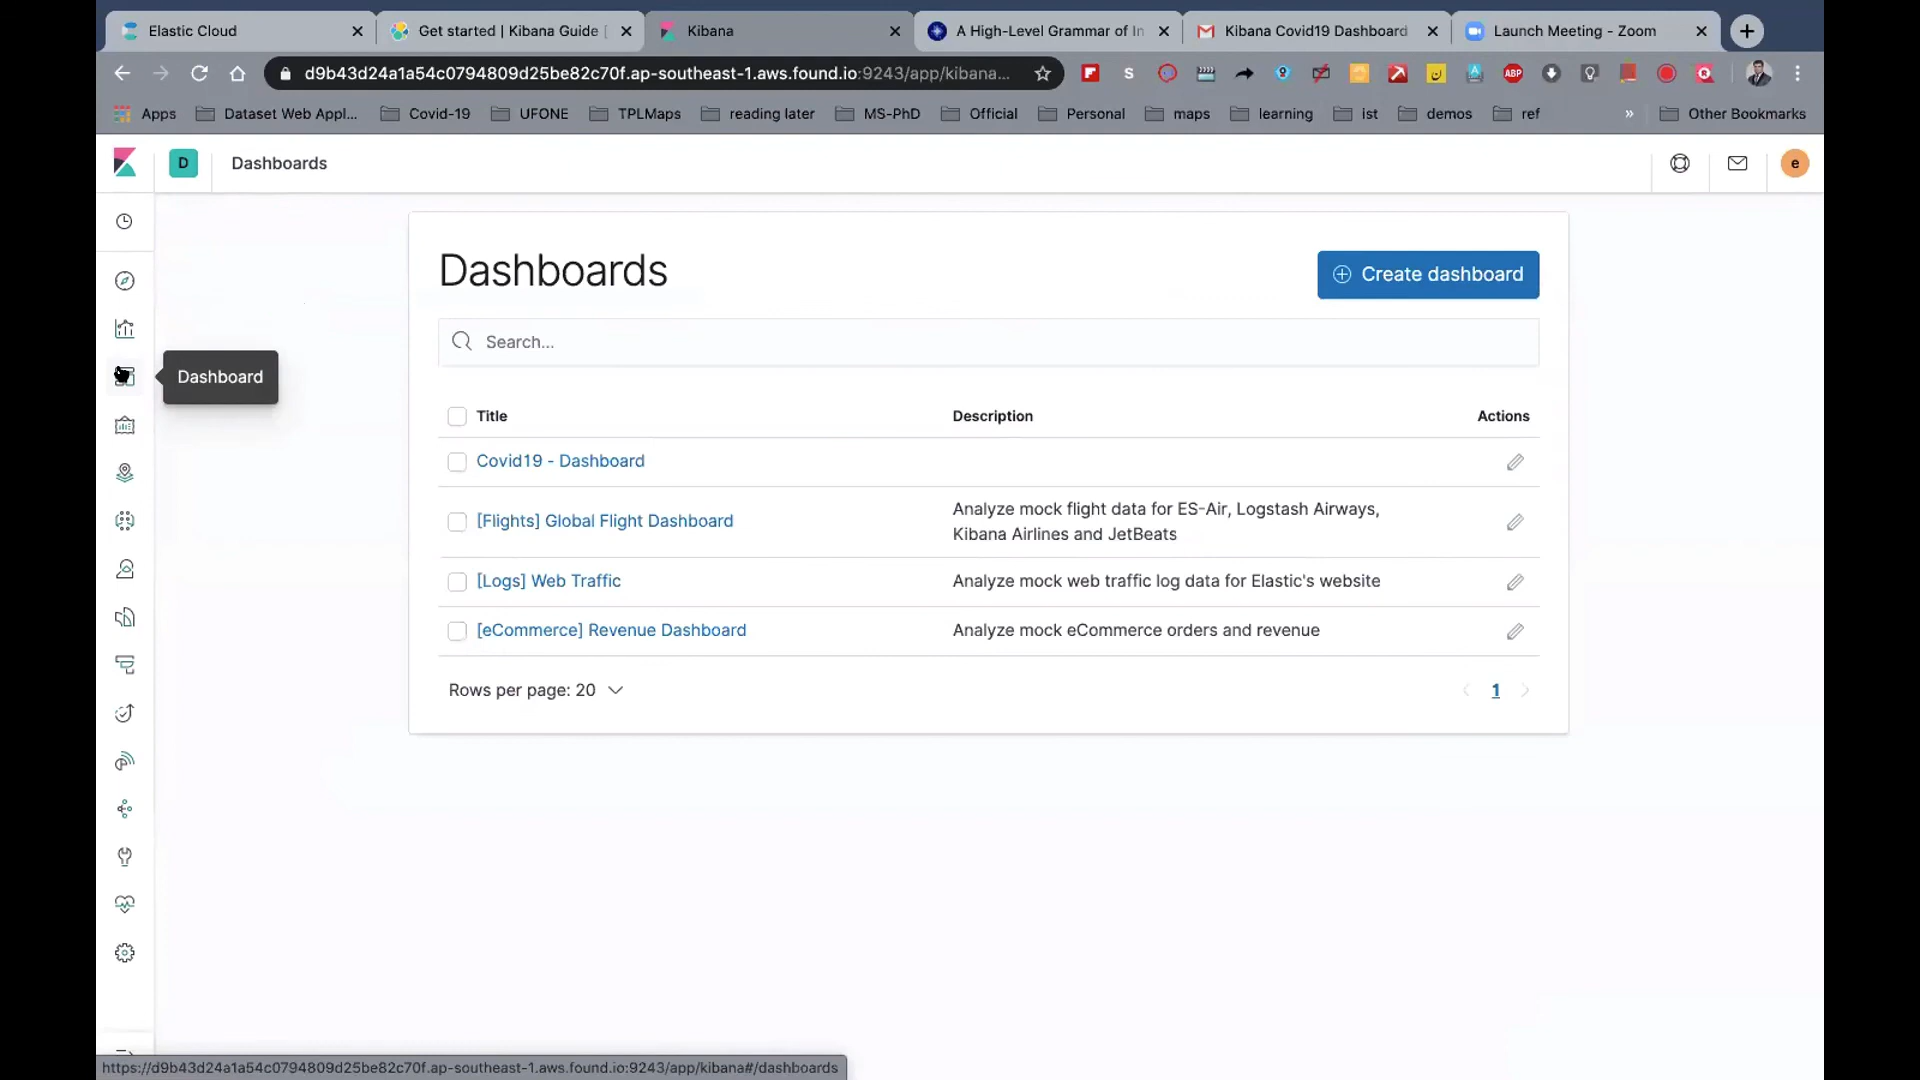 Elastic Cloud
Get started | Kibana Guide [
Kibana
A High-Level Grammar of In
Kibana Covid19 Dashboard
Launch Meeting - Zoom
d9b43d24a1a54c0794809d25be82c70f.ap-southeast-1.aws.found.io:9243/app/kibana...
S
ABP
Apps
Dataset Web Appl...
Covid-19
UFONE
TPLMaps
reading later
MS-PhD
Official
Personal
maps
learning
ist
demos
ref
»
Other Bookmarks
D
Dashboards
e
Dashboards
Create dashboard
Search...
Dashboard
Title
Description
Actions
Covid19 - Dashboard
[Flights] Global Flight Dashboard
Analyze mock flight data for ES-Air, Logstash Airways,
Kibana Airlines and JetBeats
[Logs] Web Traffic
Analyze mock web traffic log data for Elastic's website
[eCommerce] Revenue Dashboard
Analyze mock eCommerce orders and revenue
Rows per page: 20
1
https://d9b43d24a1a54c0794809d25be82c70f.ap-southeast-1.aws.found.io:9243/app/kibana#/dashboards